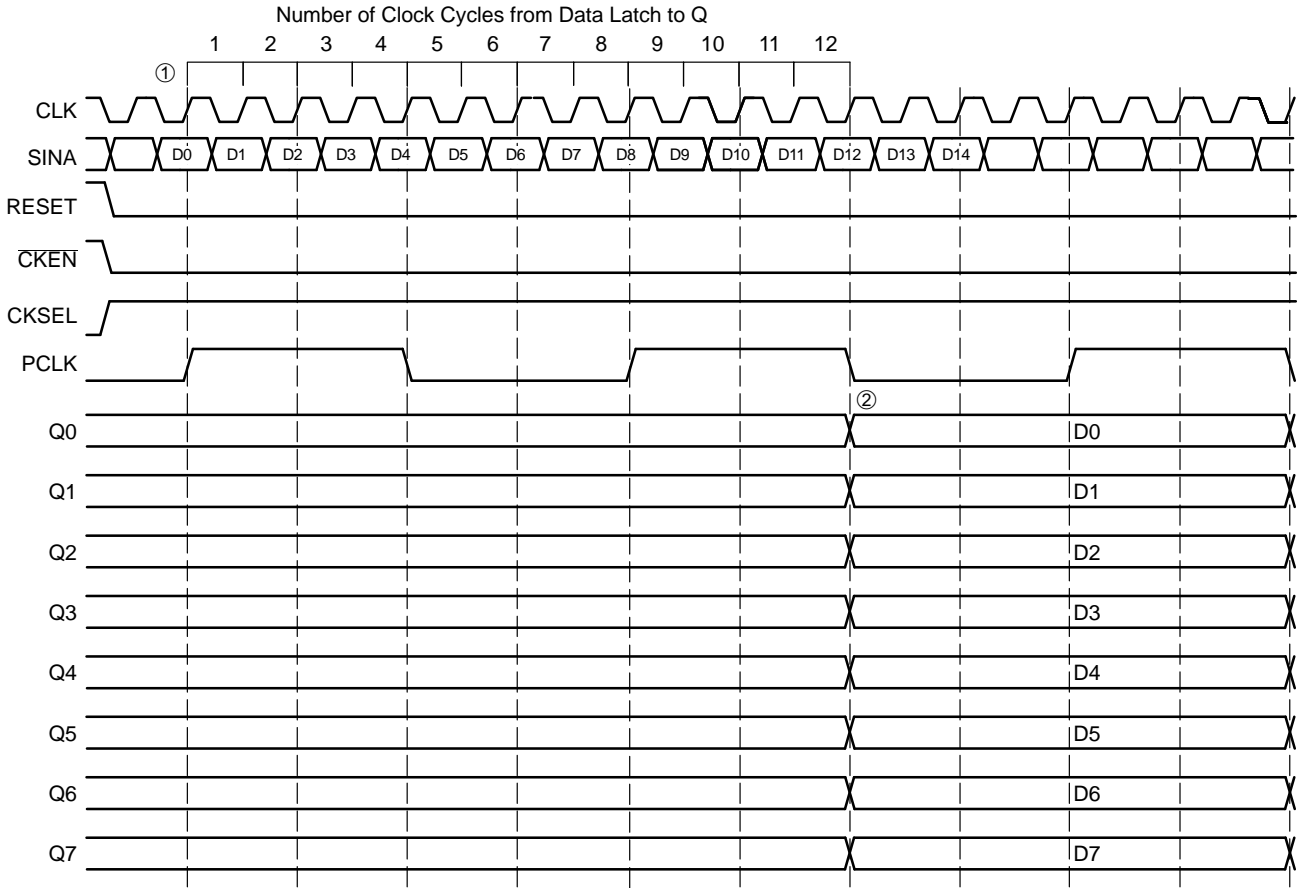 Number of Clock Cycles from Data Latch to Q
1 2 3 4 5 6 7 8 9 10 11 12
①
CLK
SINA D0 D1 D2 D3 D4 D5 D6 D7 D8 D9 D10 D11 D12 D13 D14
RESET
CKEN
CKSEL
PCLK
②
Q0 D0
Q1 D1
Q2 D2
Q3 D3
Q4 D4
Q5 D5
Q6 D6
Q7 D7